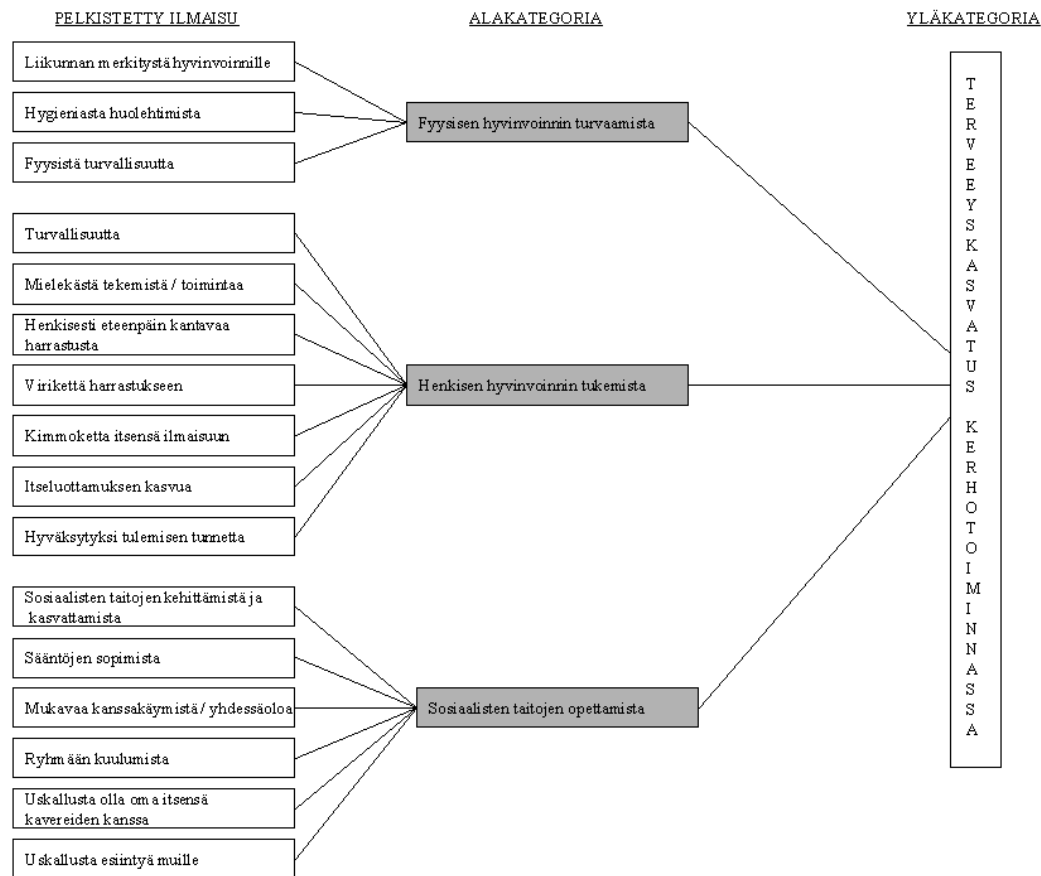 PELKISTETTY ILMAISU
ALAKATEGORIA
YLÄKATEGORIA
Liikunnan merkitystä hyvinvoinnille
Hygieniasta huolehtimista
Fyysistä turvallisuutta
Fyysisen hyvinvoinnin turvaamista
Turvallisuutta
Mielekästä tekemistä / toimintaa
Henkisesti eteenpäin kantavaa
harrastusta
Virikettä harrastukseen
Kimmoketta itsensä ilmaisuun
Itseluottamuksen kasvua
Hyväksytyksi tulemisen tunnetta
Henkisen hyvinvoinnin tukemista
Sosiaalisten taitojen kehittämistä ja
kasvattamista
Sääntöjen sopimista
Mukavaa kanssakäymistä / yhdessäoloa
Ryhmään kuulumista
Uskallusta olla oma itsensä
kavereiden kanssa
Uskallusta esiintyä muille
Sosiaalisten taitojen opettamista
TERVEEYSKASVATUS KERHOTOIMINNASSA